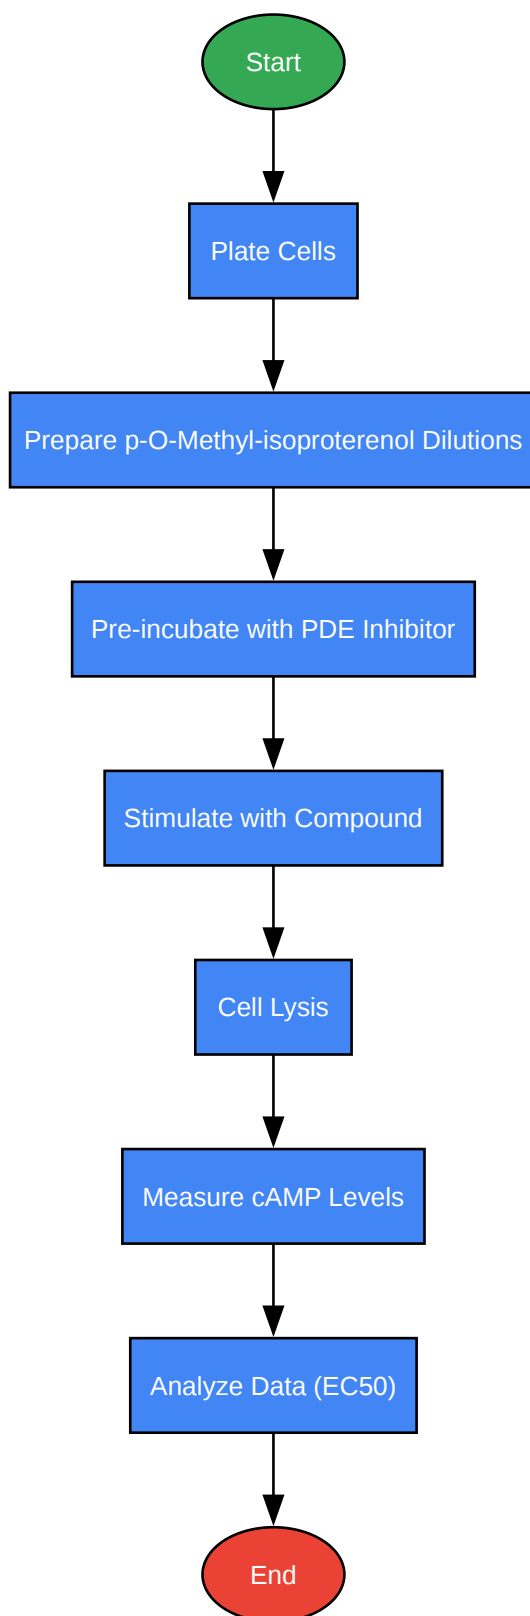 Start
Plate Cells
Prepare p-O-Methyl-isoproterenol Dilutions
Pre-incubate with PDE Inhibitor
Stimulate with Compound
Cell Lysis
Measure cAMP Levels
Analyze Data (EC50)
End